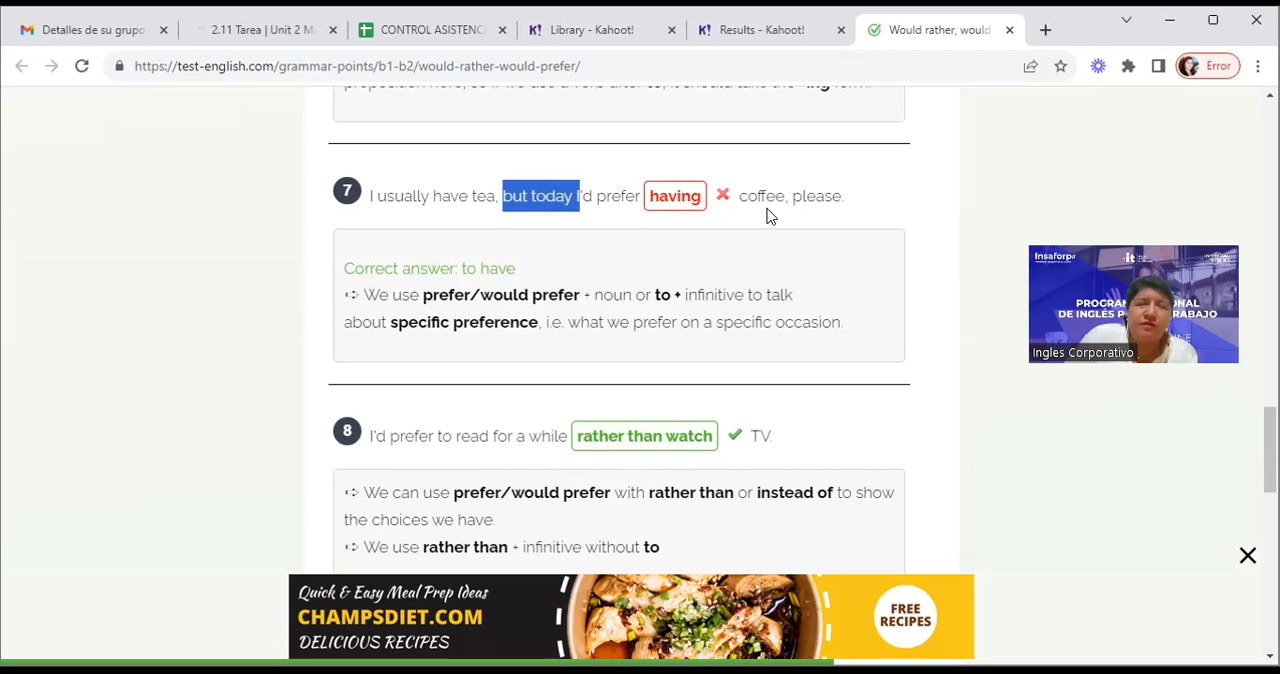 Detalles de su grupo
2.11 Tarea | Unit 2 M
CONTROL ASISTENC
Library - Kahoot!
Results - Kahoot!
Would rather, would
https://test-english.com/grammar-points/b1-b2/would-rather-would-prefer/
Error
7 I usually have tea, but today I'd prefer having coffee, please.
Correct answer: to have
➪ We use prefer/would prefer + noun or to + infinitive to talk
about specific preference, i.e. what we prefer on a specific occasion.
8 I'd prefer to read for a while rather than watch TV.
➪ We can use prefer/would prefer with rather than or instead of to show
the choices we have.
➪ We use rather than + infinitive without to
Insaforp
Ingles Corporativo
Quick & Easy Meal Prep Ideas
CHAMPSDIET.COM
DELICIOUS RECIPES
FREE
RECIPES